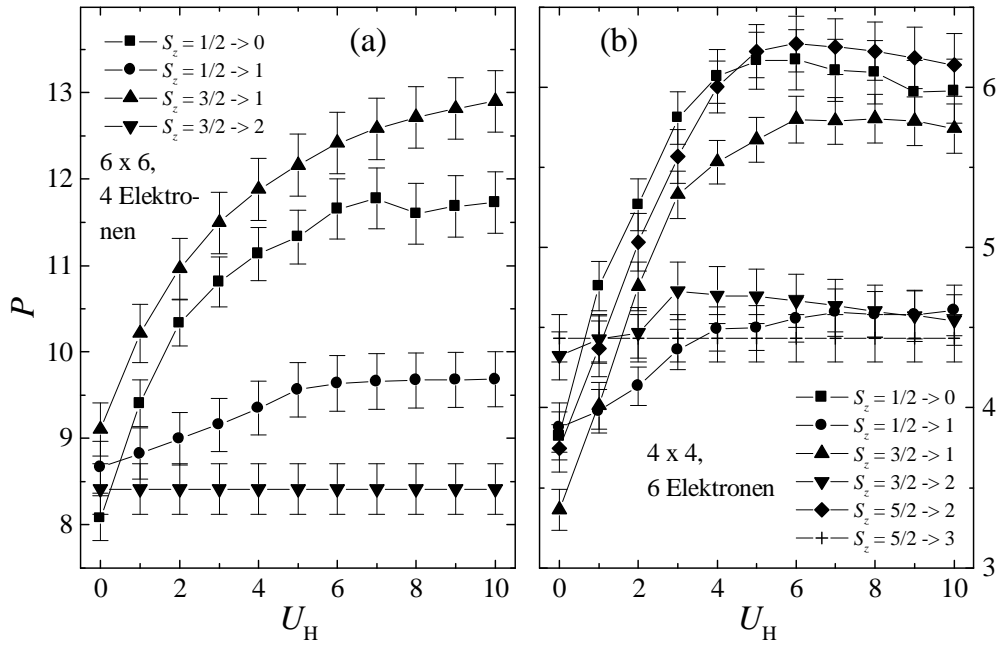 (a)
S_z = 1/2 -> 0
S_z = 1/2 -> 1
S_z = 3/2 -> 1
S_z = 3/2 -> 2
6 x 6,
4 Elektro-
nen
P
13
12
11
10
9
8
0 2 4 6 8 10
U_H
(b)
6
5
4
3
4 x 4,
6 Elektronen
S_z = 1/2 -> 0
S_z = 1/2 -> 1
S_z = 3/2 -> 1
S_z = 3/2 -> 2
S_z = 5/2 -> 2
S_z = 5/2 -> 3
0 2 4 6 8 10
U_H